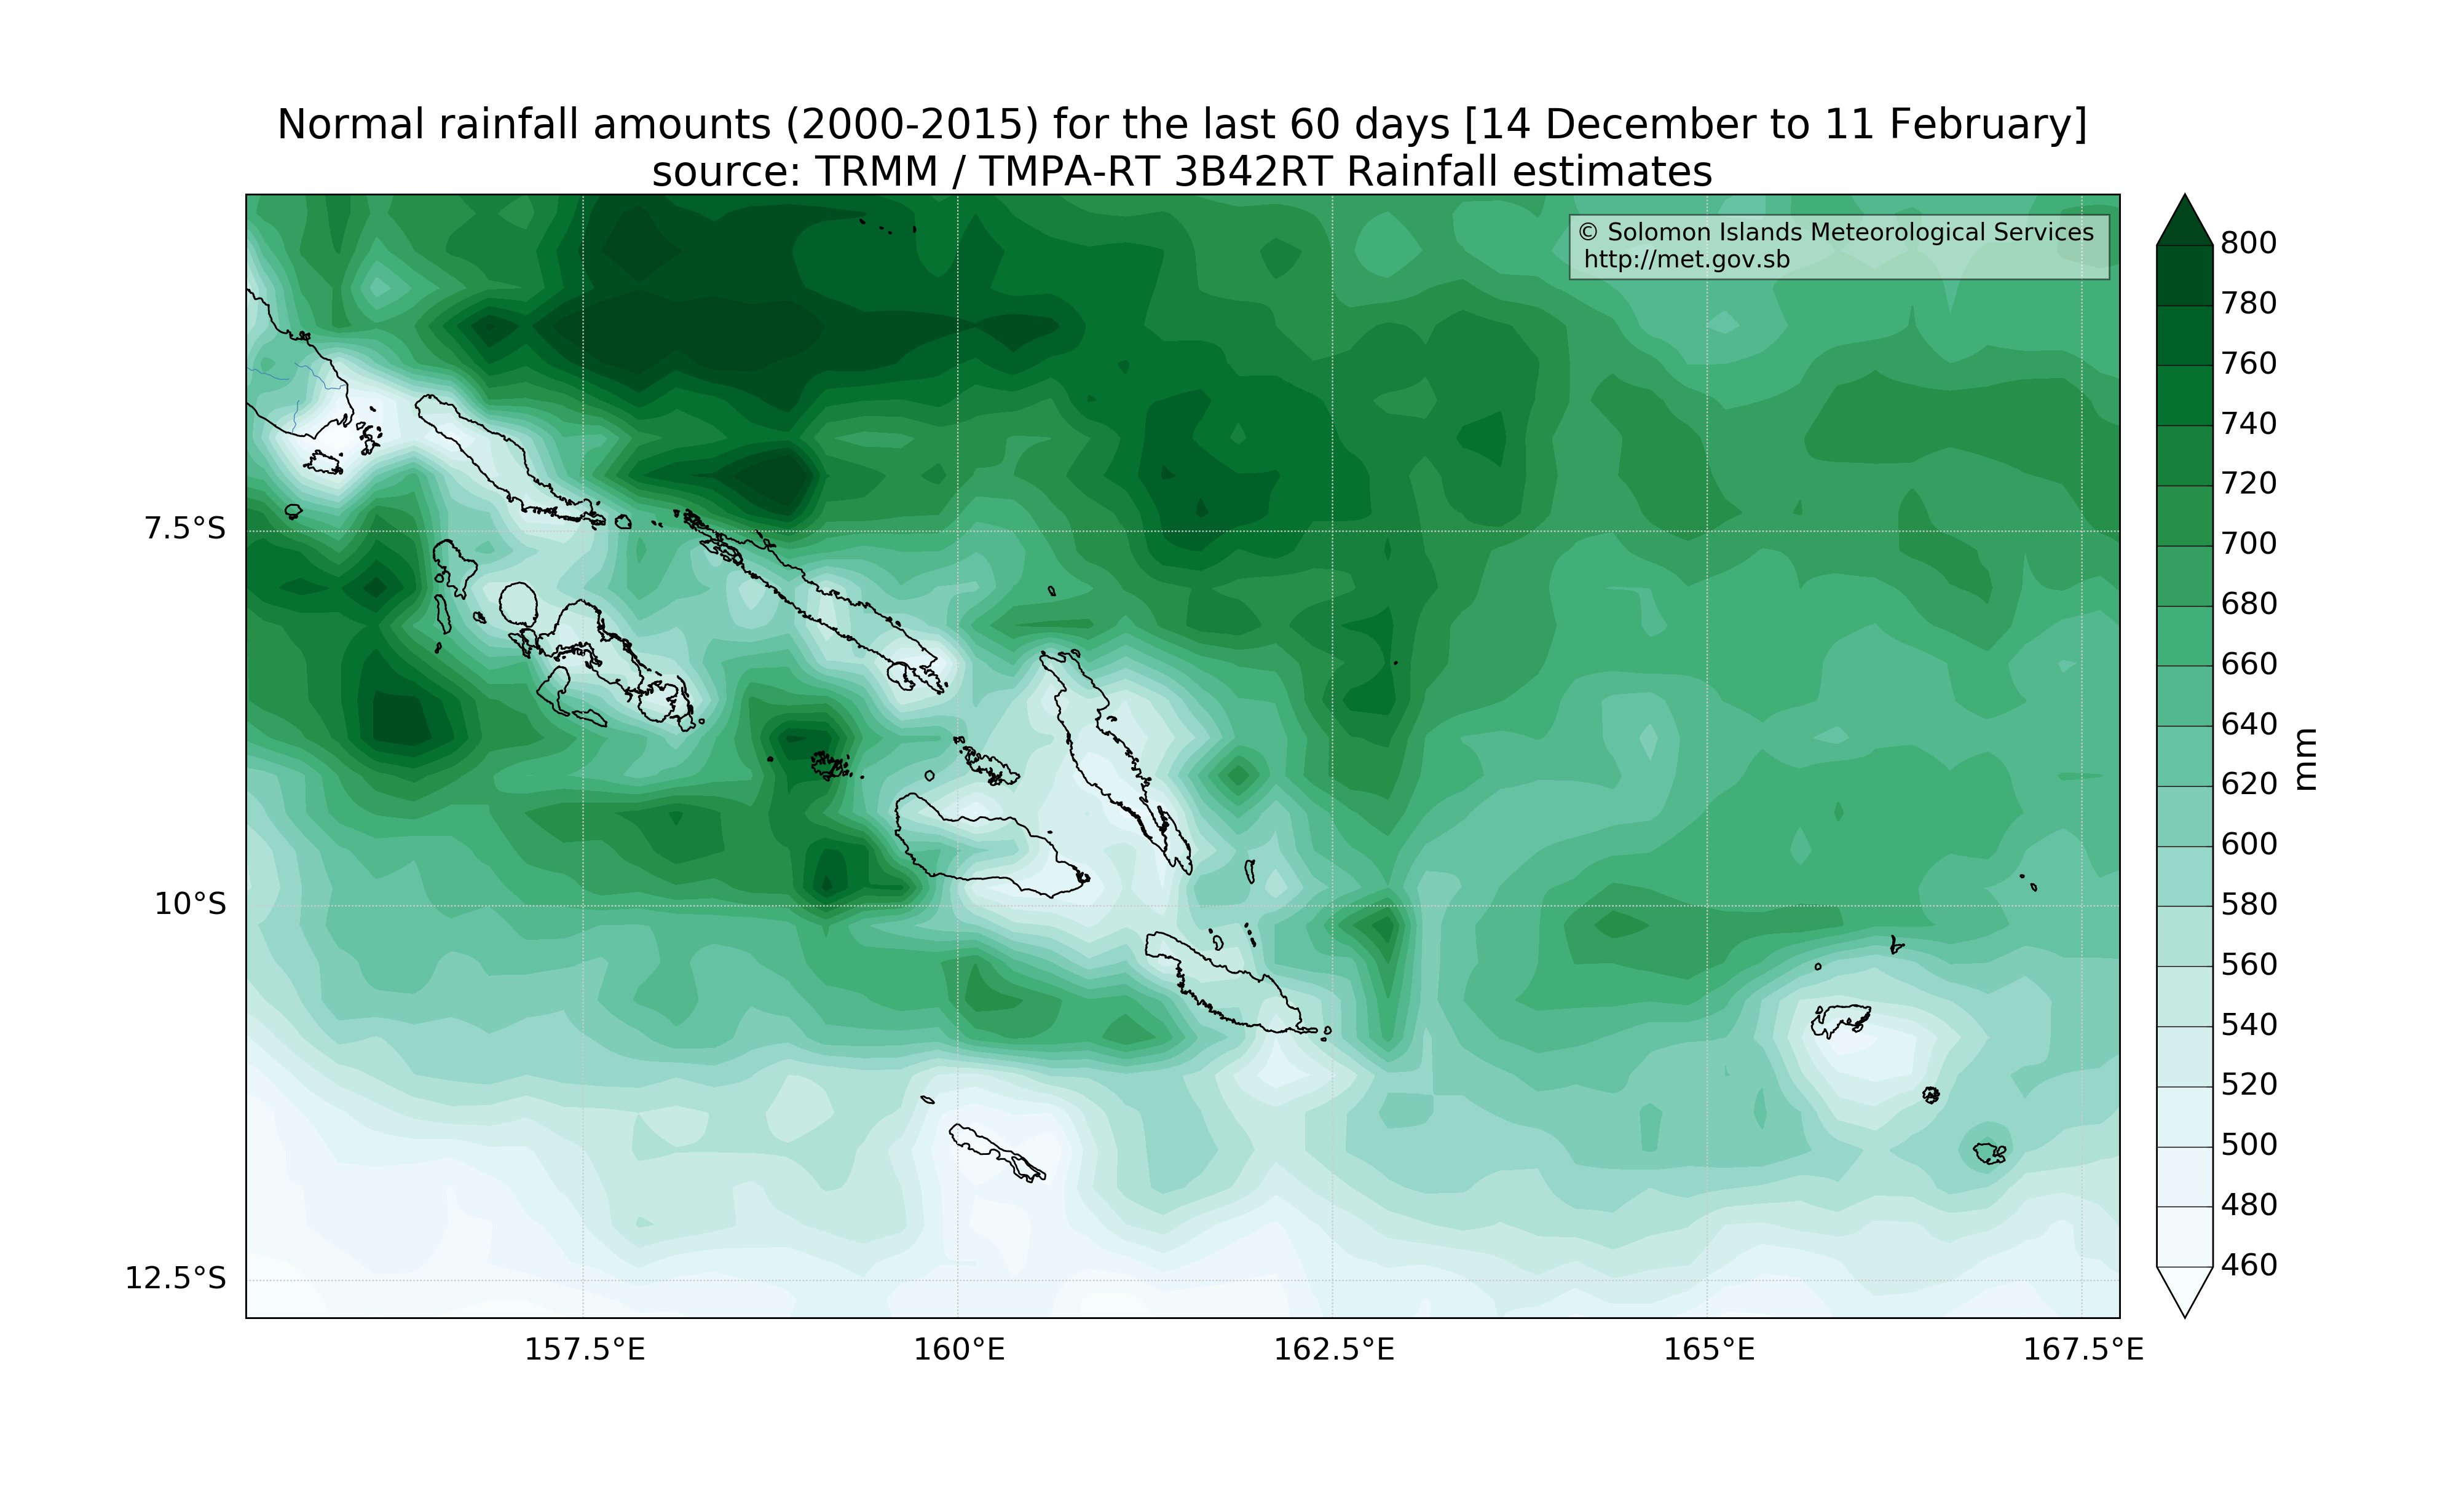 Normal rainfall amounts (2000-2015) for the last 60 days [14 December to 11 February]
source: TRMM / TMPA-RT 3B42RT Rainfall estimates
© Solomon Islands Meteorological Services
http://met.gov.sb
7.5°S
10°S
12.5°S
157.5°E
160°E
162.5°E
165°E
167.5°E
800
780
760
740
720
700
680
660
640
620
600
580
560
540
520
500
480
460
mm